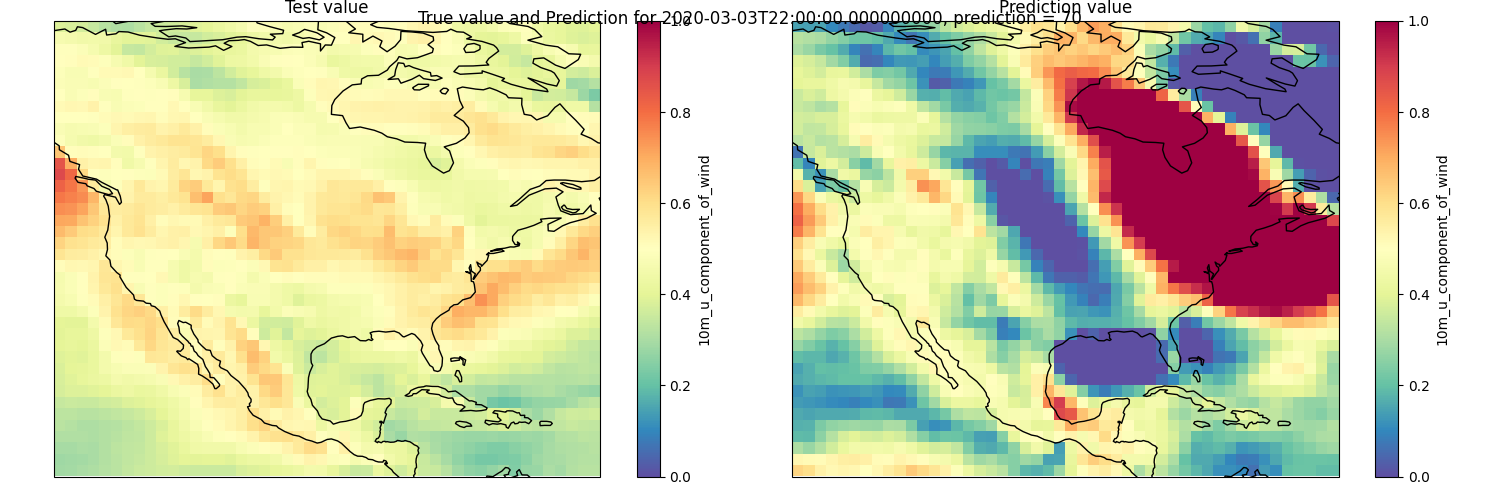 Test value
True value and Prediction for 2020-03-03T22:00:00.000000000, prediction = 70
Prediction value
1.0
0.8
0.6
0.4
0.2
0.0
10m_u_component_of_wind
1.0
0.8
0.6
0.4
0.2
0.0
10m_u_component_of_wind